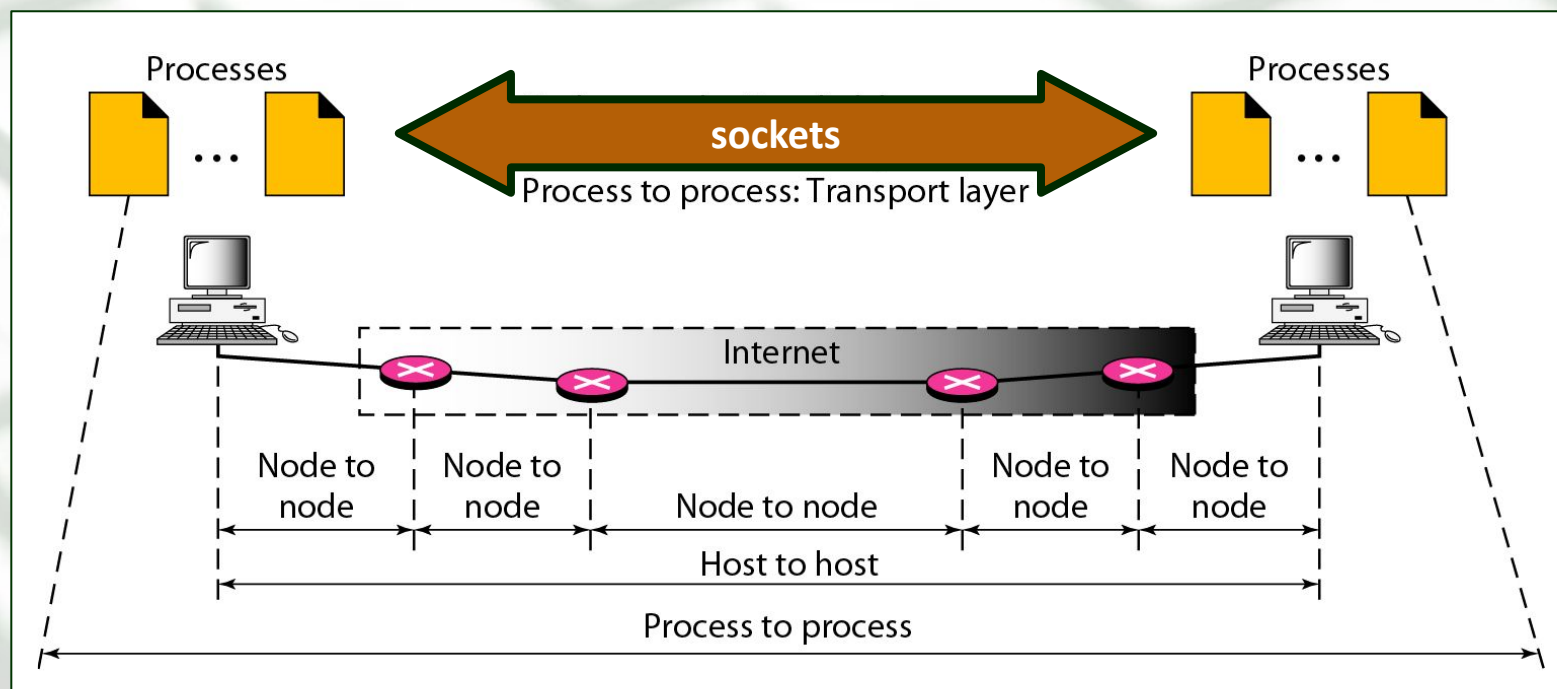 Processes
Processes
sockets
...
...
Process to process: Transport layer
Internet
Node to
node
Node to
node
Node to node
Node to
node
Node to
node
Host to host
Process to process